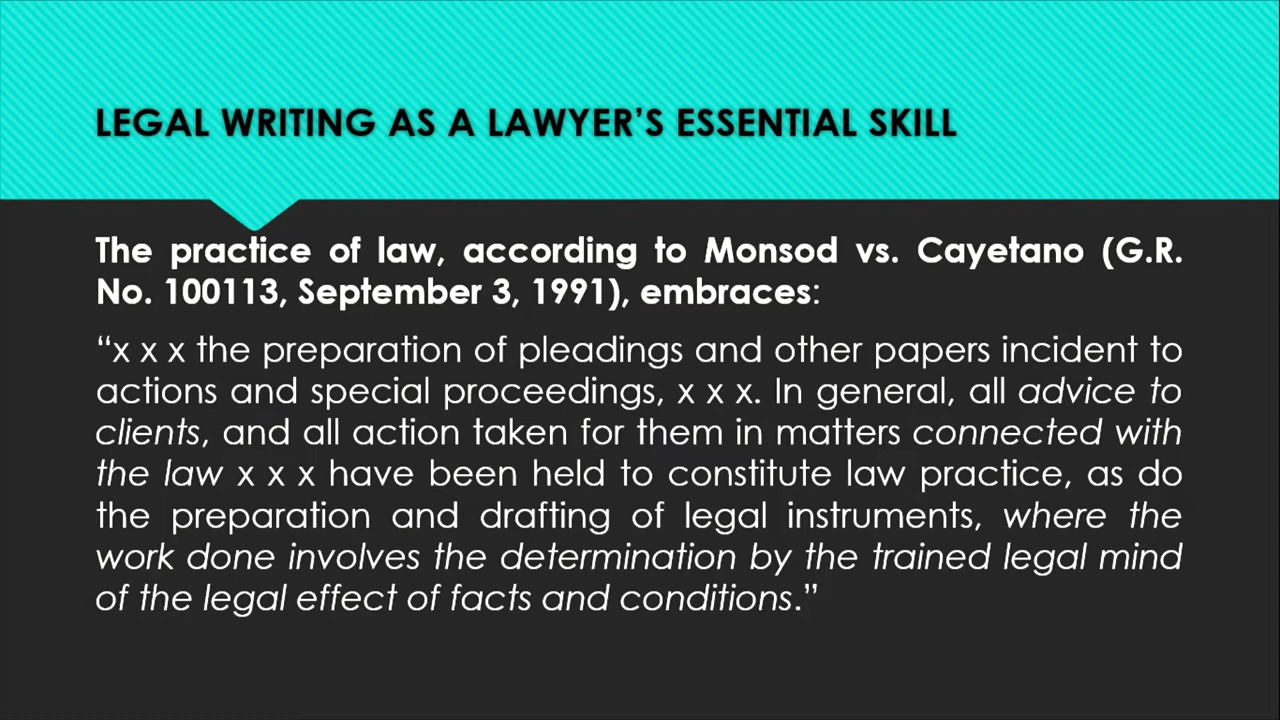 LEGAL WRITING AS A LAWYER’S ESSENTIAL SKILL
The practice of law, according to Monsod vs. Cayetano (G.R.
No. 100113, September 3, 1991), embraces:
“x x x the preparation of pleadings and other papers incident to
actions and special proceedings, x x x. In general, all advice to
clients, and all action taken for them in matters connected with
the law x x x have been held to constitute law practice, as do
the preparation and drafting of legal instruments, where the
work done involves the determination by the trained legal mind
of the legal effect of facts and conditions.”